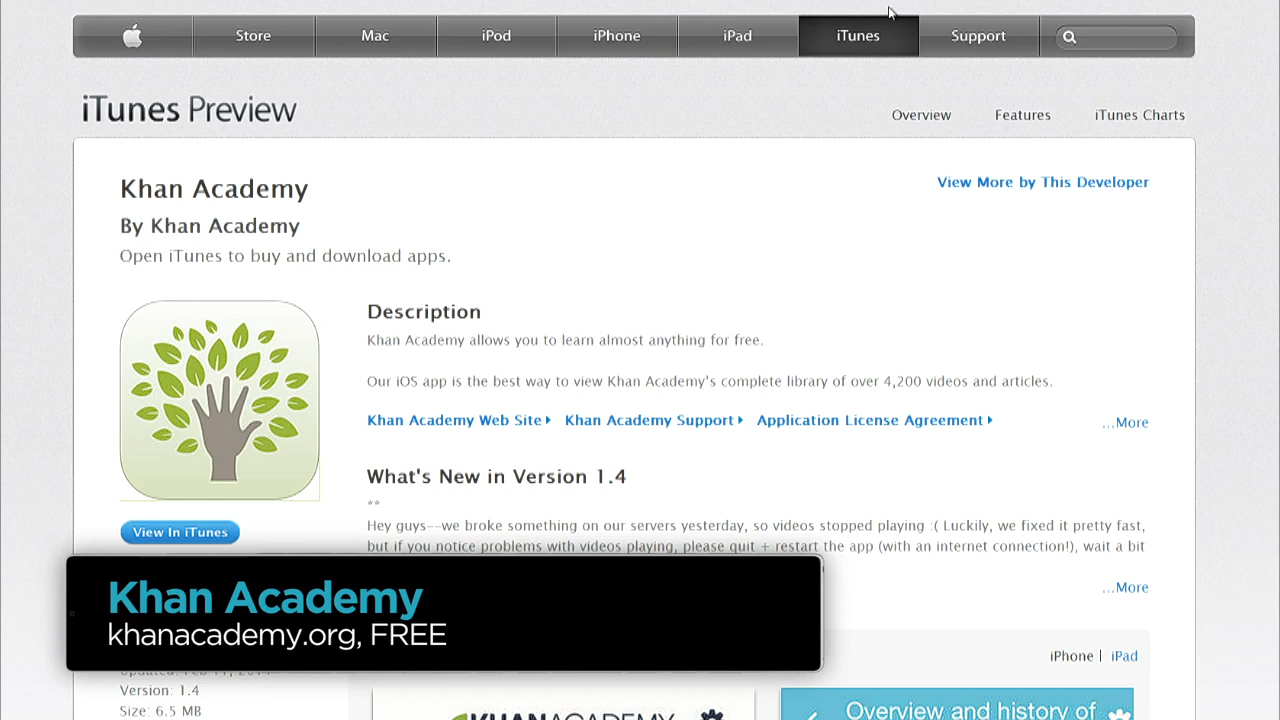 Store Mac iPod iPhone iPad iTunes Support
iTunes Preview
Overview Features iTunes Charts
Khan Academy
View More by This Developer
By Khan Academy
Open iTunes to buy and download apps.
Description
Khan Academy allows you to learn almost anything for free.
Our iOS app is the best way to view Khan Academy's complete library of over 4,200 videos and articles.
Khan Academy Web Site Khan Academy Support Application License Agreement
...More
What's New in Version 1.4
**
Hey guys--we broke something on our servers yesterday, so videos stopped playing :( Luckily, we fixed it pretty fast,
but if you notice problems with videos playing, please quit + restart the app (with an internet connection!), wait a bit
...More
View In iTunes
Khan Academy
khanacademy.org, FREE
iPhone | iPad
Version: 1.4
Size: 6.5 MB
KHANACADEMY
Overview and history of